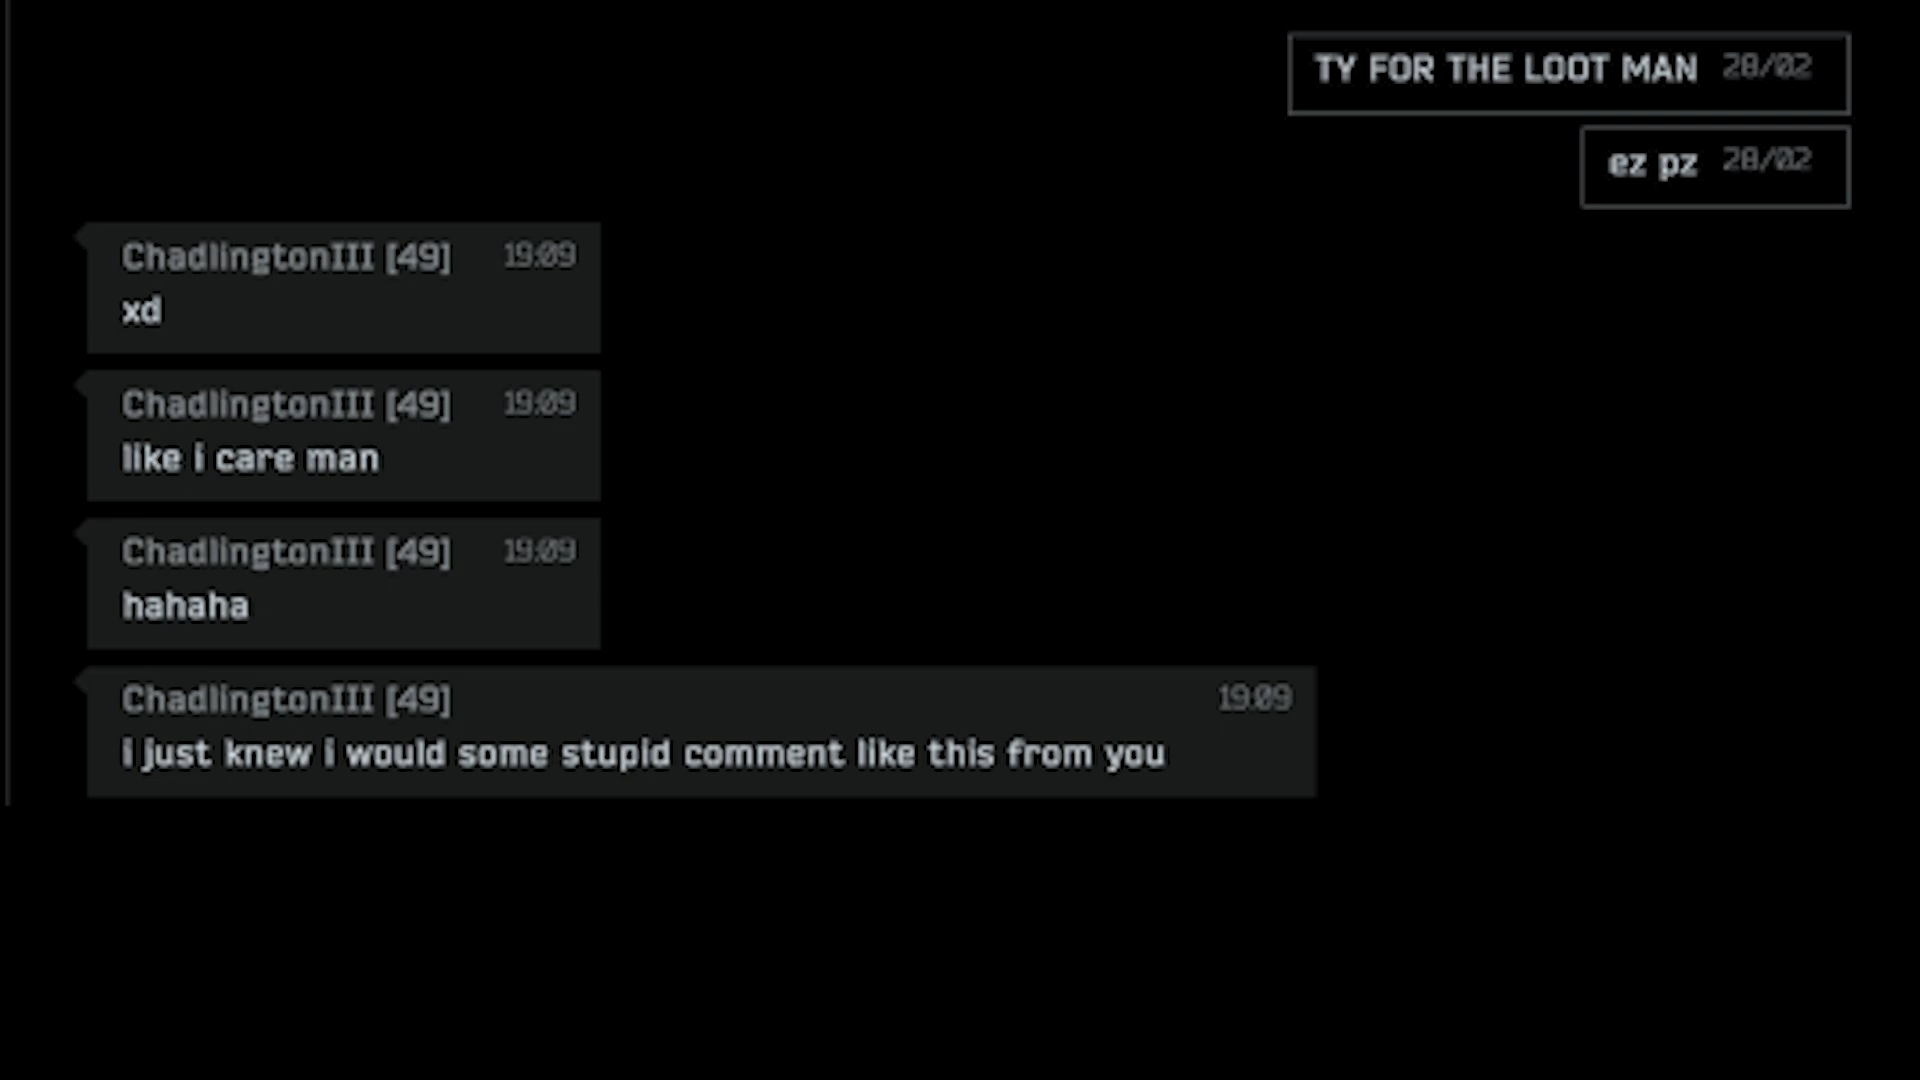 TY FOR THE LOOT MAN 28/02
ez pz 28/02
ChadlingtonIII [49] 19:09
xd
ChadlingtonIII [49] 19:09
like i care man
ChadlingtonIII [49] 19:09
hahaha
ChadlingtonIII [49] 19:09
i just knew i would some stupid comment like this from you